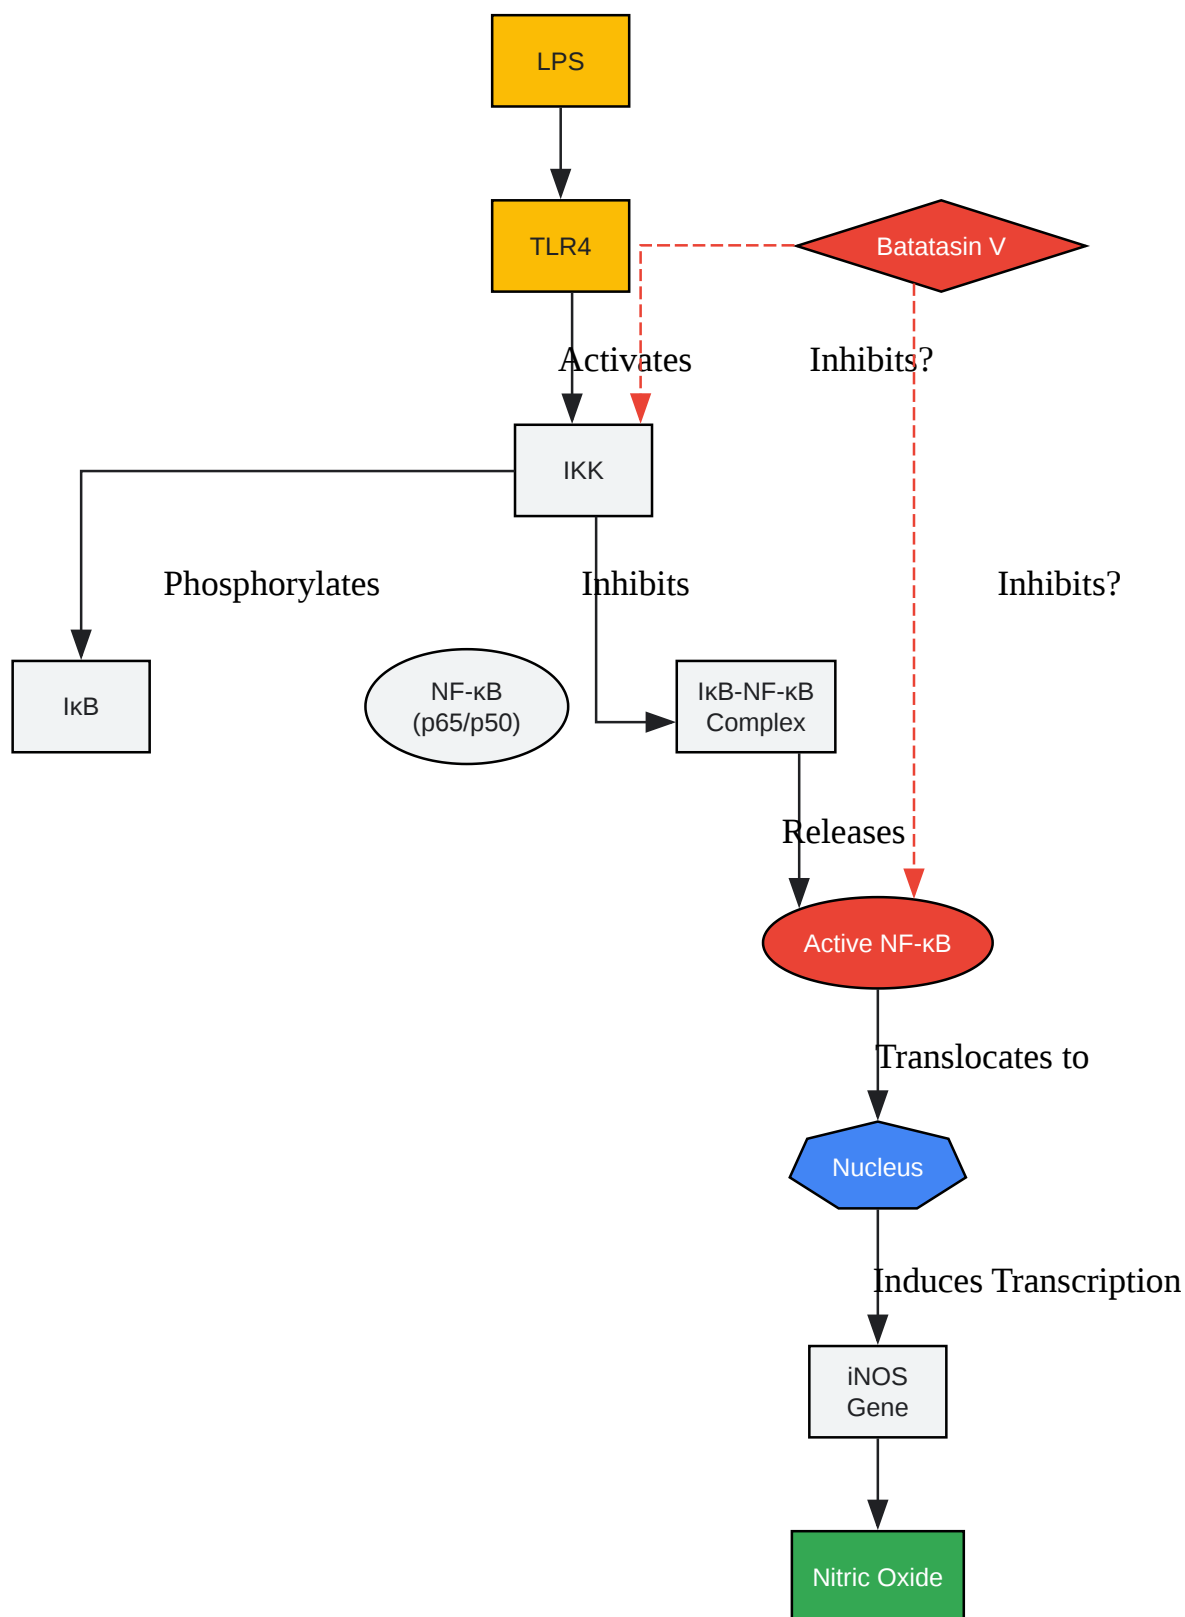 LPS
TLR4
Batatasin V
Activates
Inhibits?
IKK
Phosphorylates
Inhibits
Inhibits?
IκB
NF-κB
(p65/p50)
IκB-NF-κB
Complex
Releases
Active NF-κB
Translocates to
Nucleus
Induces Transcription
iNOS
Gene
Nitric Oxide